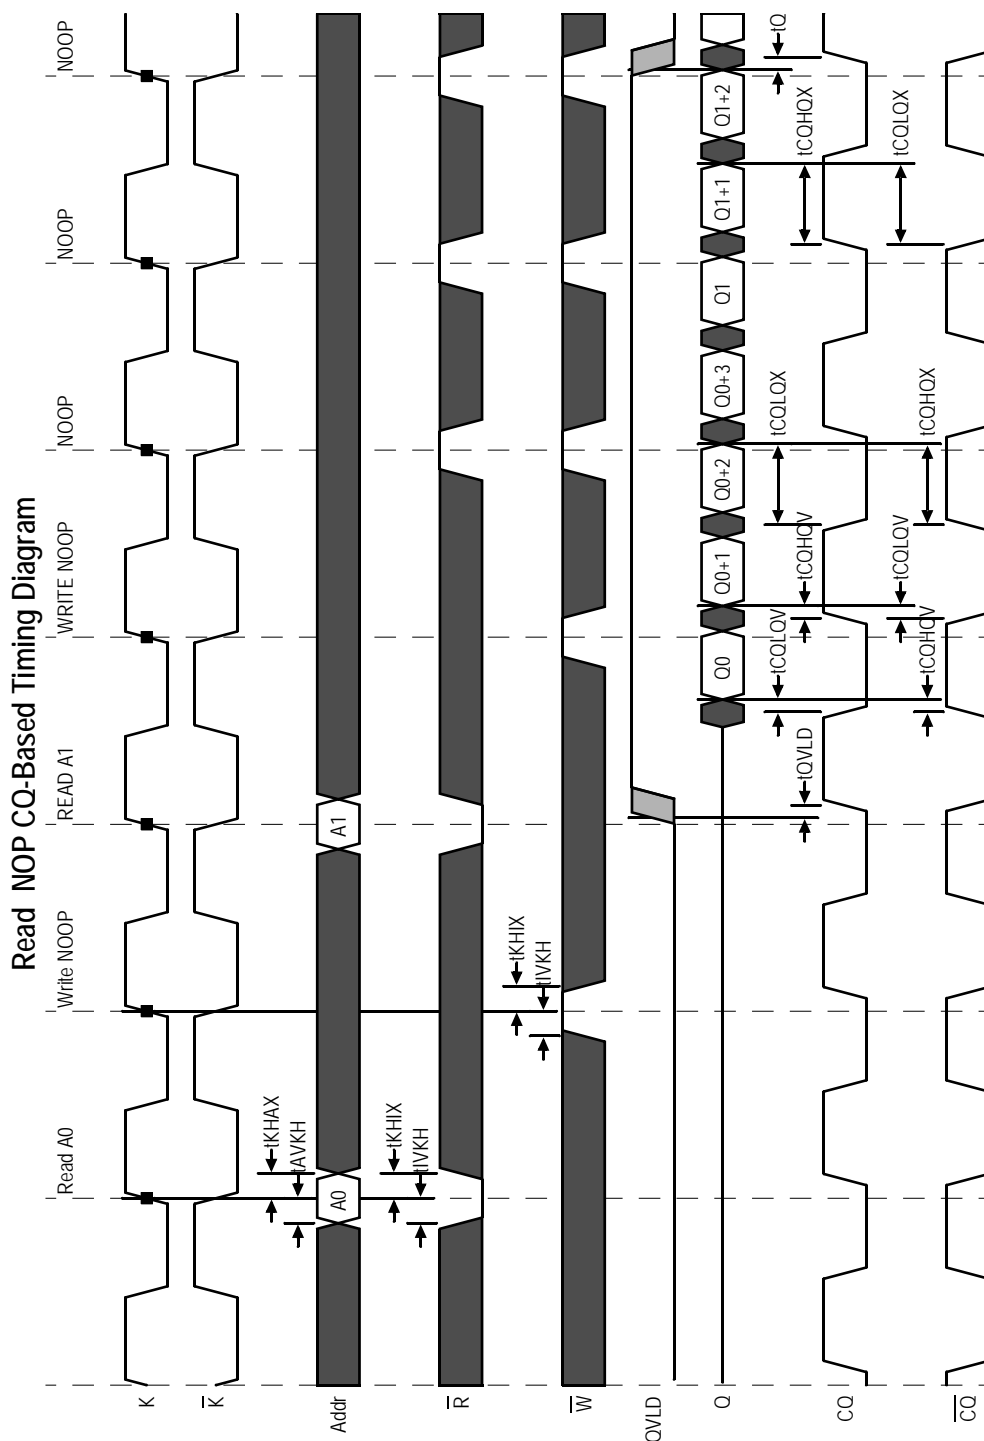 Read NOP CQ-Based Timing Diagram
Read A0
Write NOOP
READ A1
WRITE NOOP
NOOP
NOOP
NOOP
K
K
tKHAX
tAVKH
Addr
A0
A1
tKHIX
tIVKH
R
tKHIX
tIVKH
W
QVLD
Q
Q0
Q0+1
Q0+2
Q0+3
Q1
Q1+1
Q1+2
tQVLD
tCQLQV
tCQHQV
tCQLQX
tCQHQX
tQ
CQ
tCQHQV
tCQLQV
tCQHQX
tCQLQX
CQ